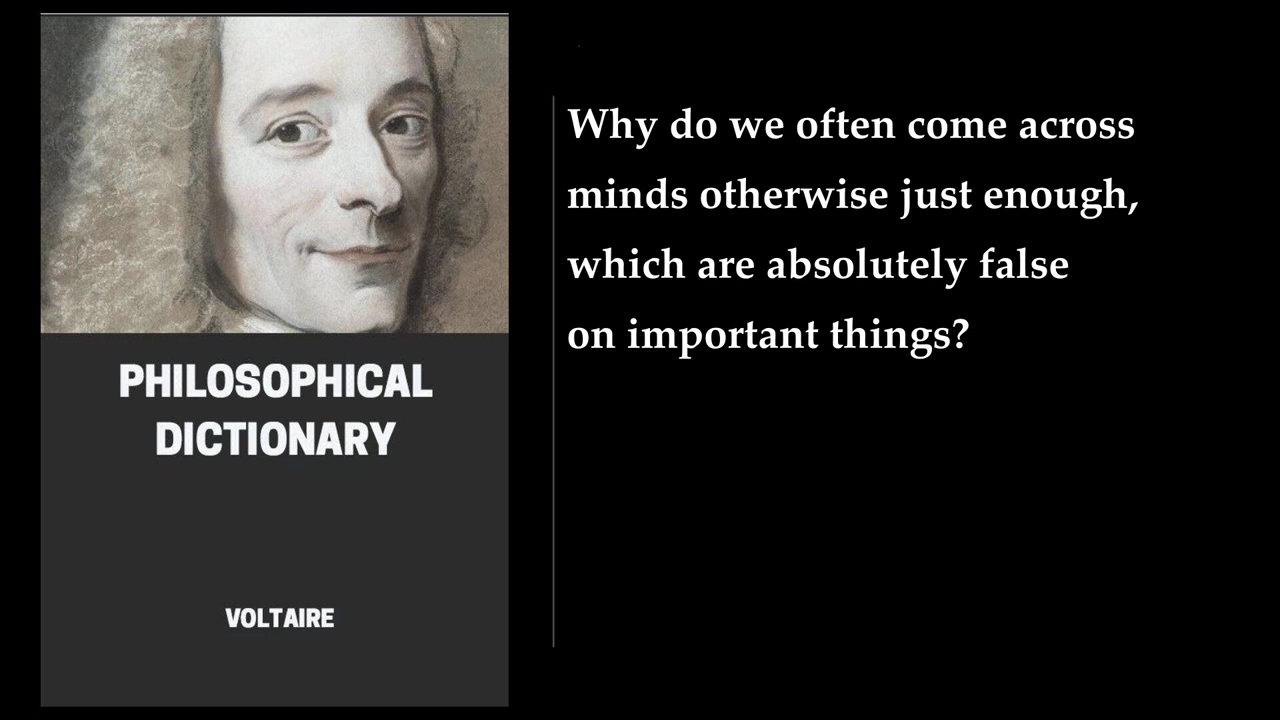 PHILOSOPHICAL
DICTIONARY
VOLTAIRE
Why do we often come across
minds otherwise just enough,
which are absolutely false
on important things?